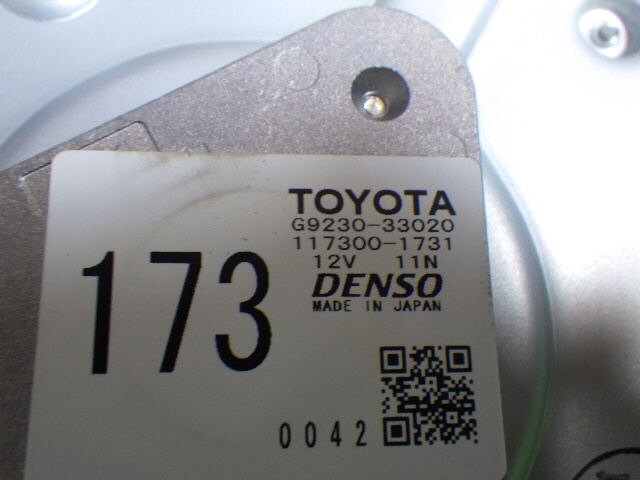 TOYOTA
G9230-33020
117300-1731
12V 11N
DENSO
MADE IN JAPAN
173
0042